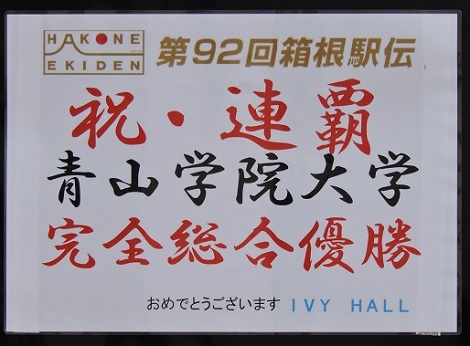 HAKONE
EKIDEN
第92回箱根駅伝
祝・連覇
青山学院大学
完全総合優勝
おめでとうございます IVY HALL